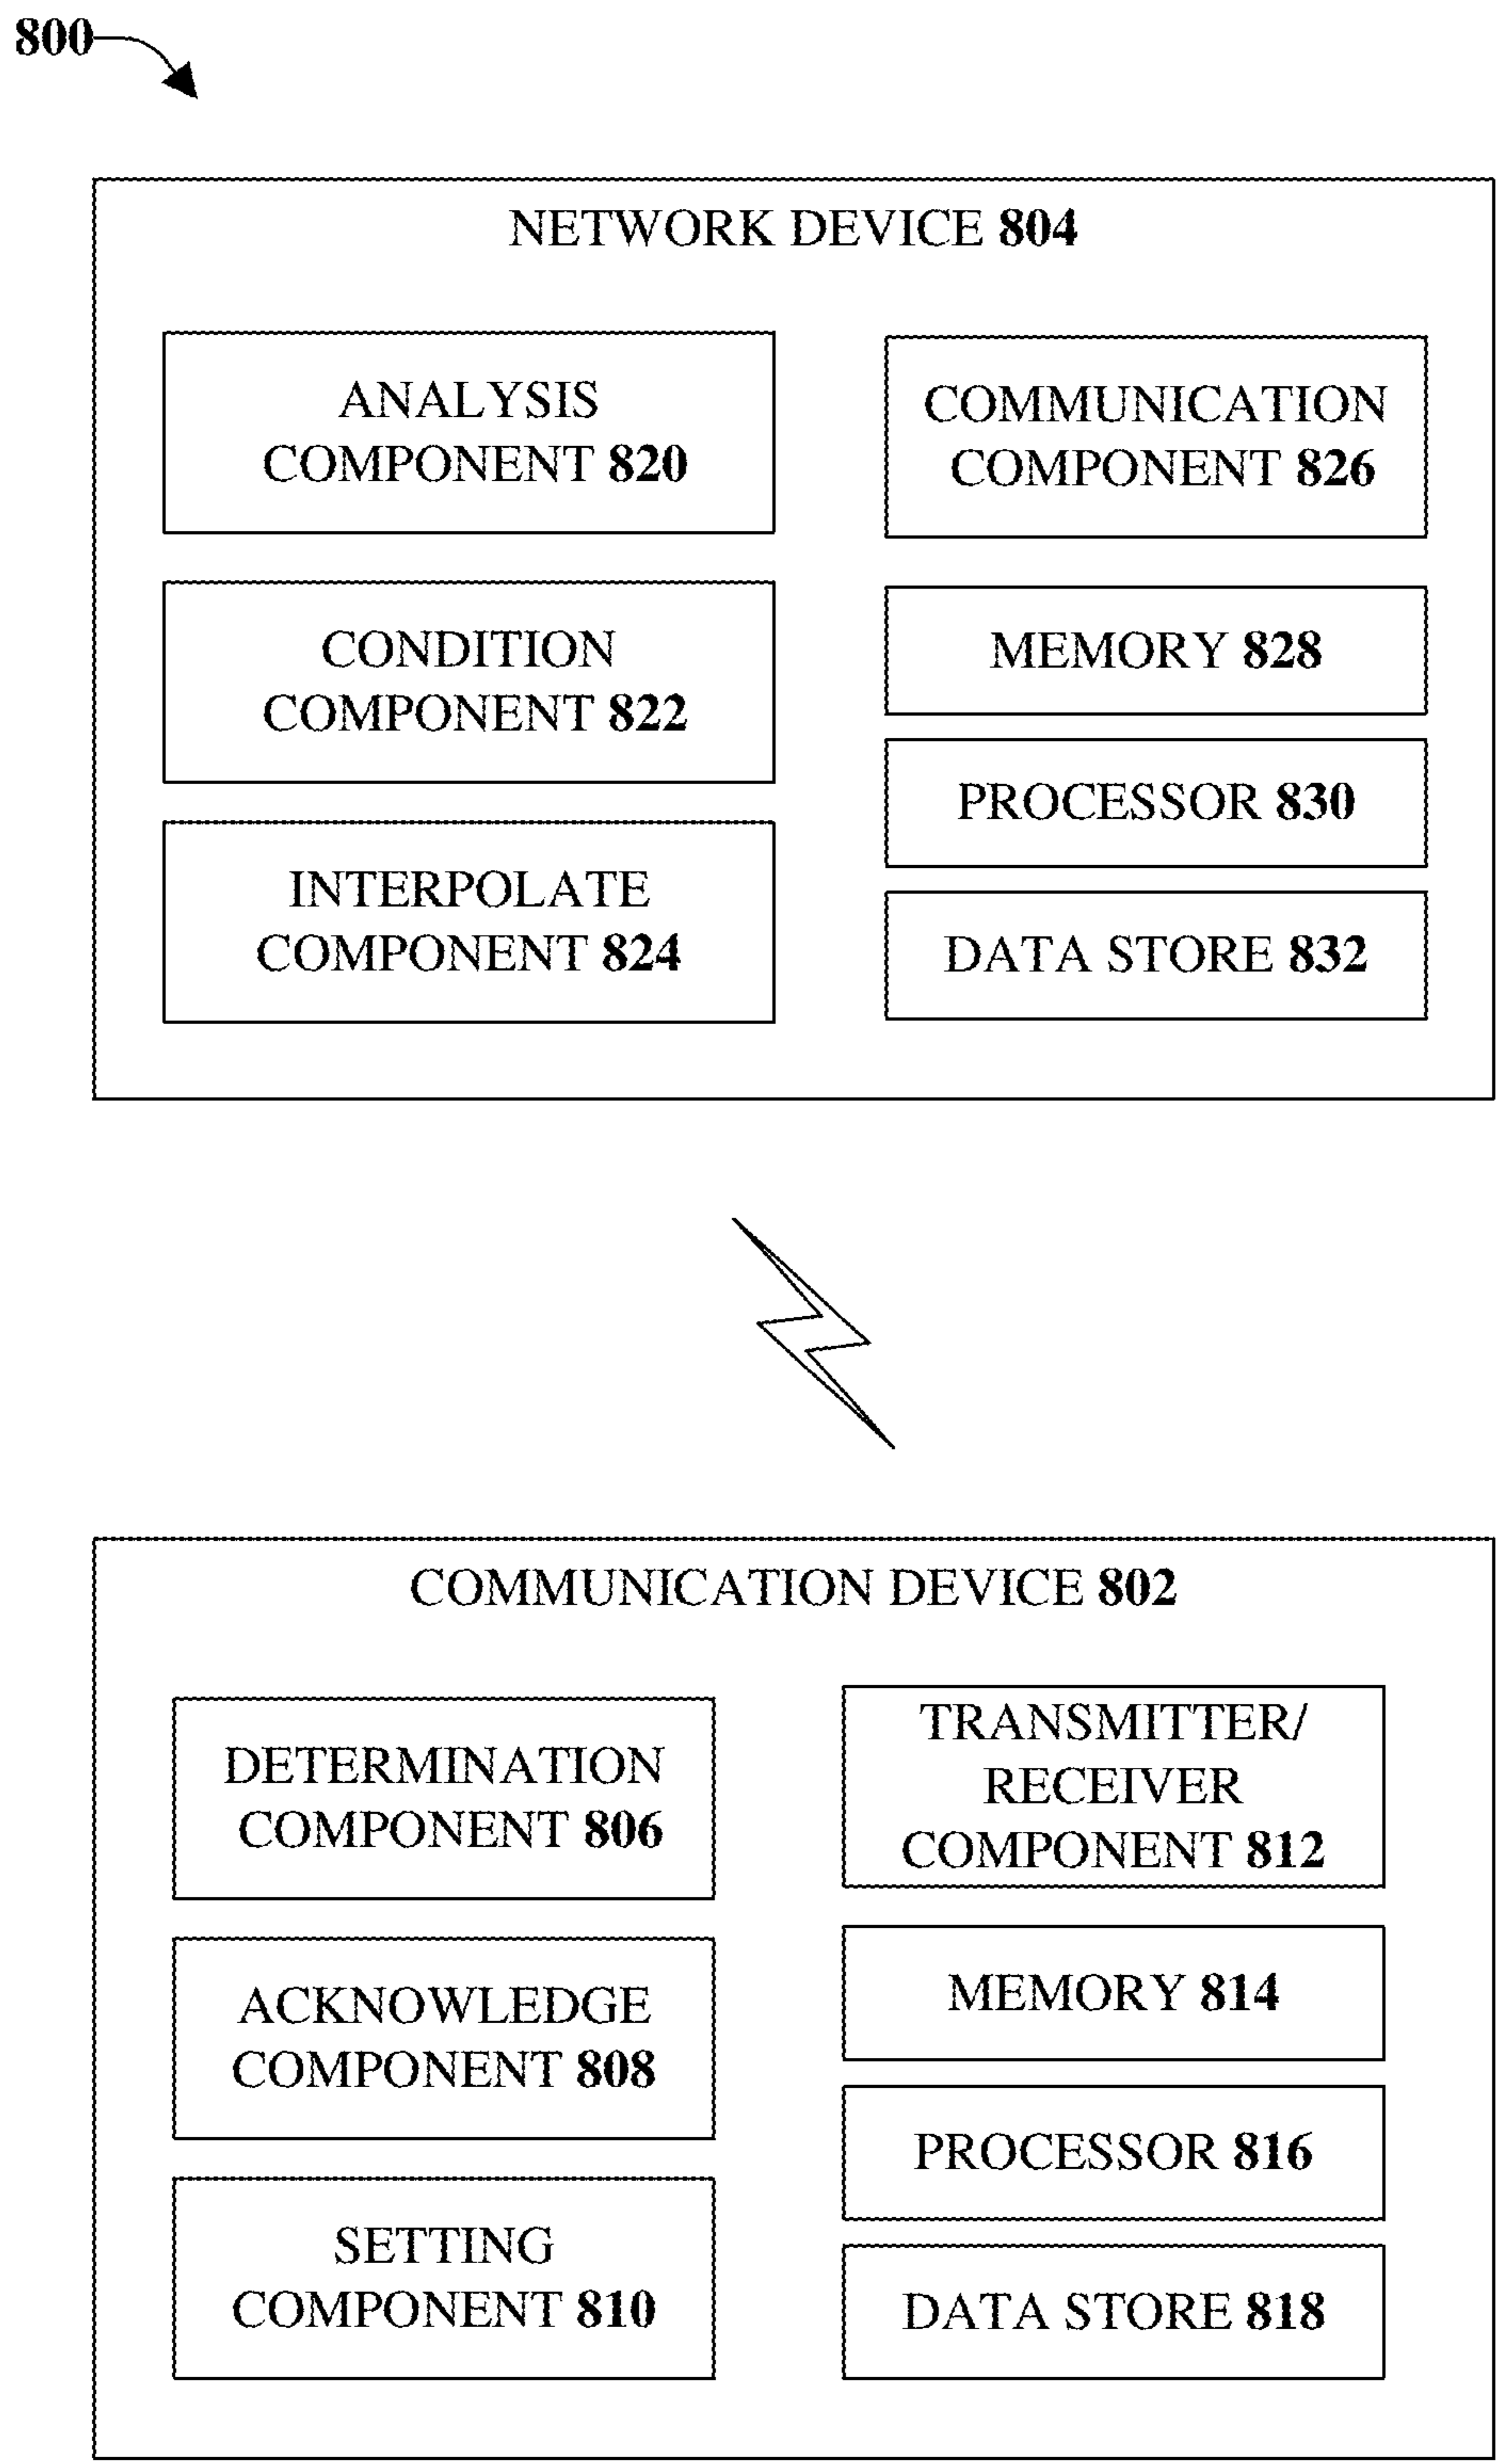 800
NETWORK DEVICE 804
ANALYSIS
COMPONENT 820
CONDITION
COMPONENT 822
INTERPOLATE
COMPONENT 824
COMMUNICATION
COMPONENT 826
MEMORY 828
PROCESSOR 830
DATA STORE 832
COMMUNICATION DEVICE 802
DETERMINATION
COMPONENT 806
ACKNOWLEDGE
COMPONENT 808
SETTING
COMPONENT 810
TRANSMITTER/
RECEIVER
COMPONENT 812
MEMORY 814
PROCESSOR 816
DATA STORE 818